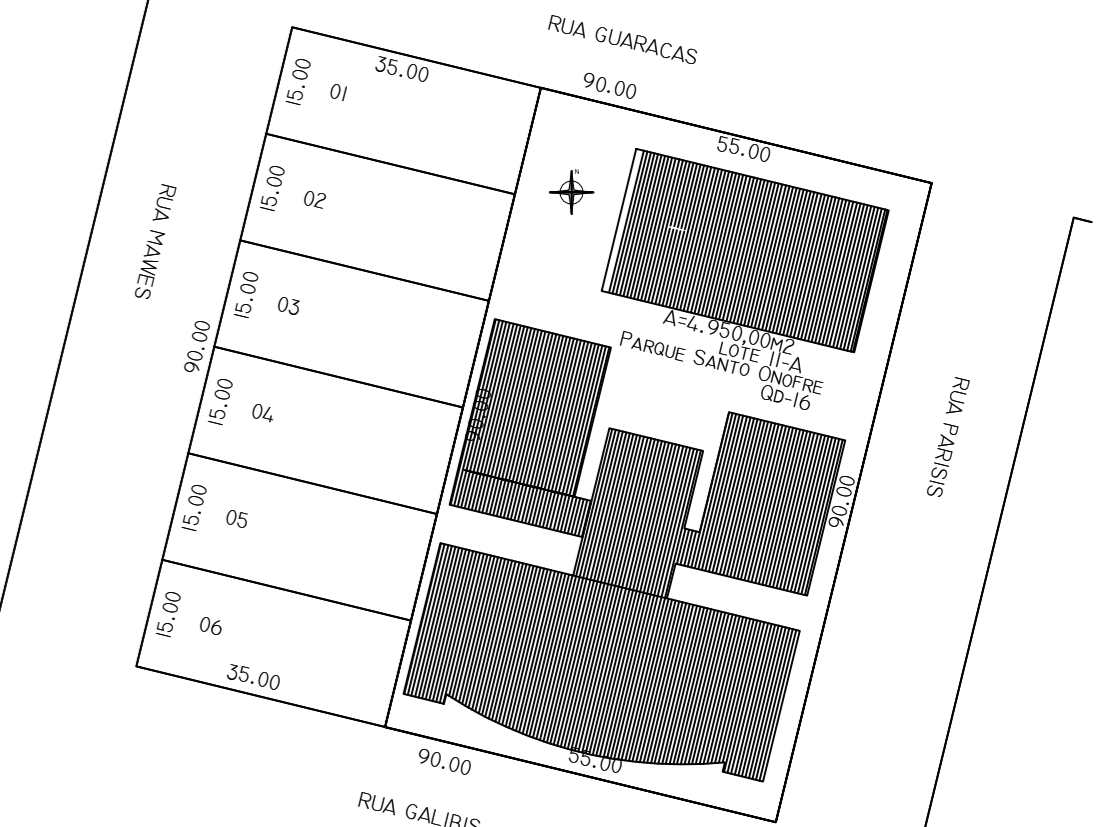 RUA GUARACAS
35.00
90.00
15.00
01
55.00
N
15.00
02
RUA MAWES
15.00
03
90.00
A=4.950,00M2
LOTE 11-A
PARQUE SANTO ONOFRE
QD-16
15.00
04
90.00
RUA PARISIS
15.00
05
90.00
15.00
06
35.00
90.00
55.00
RUA GALIBIS